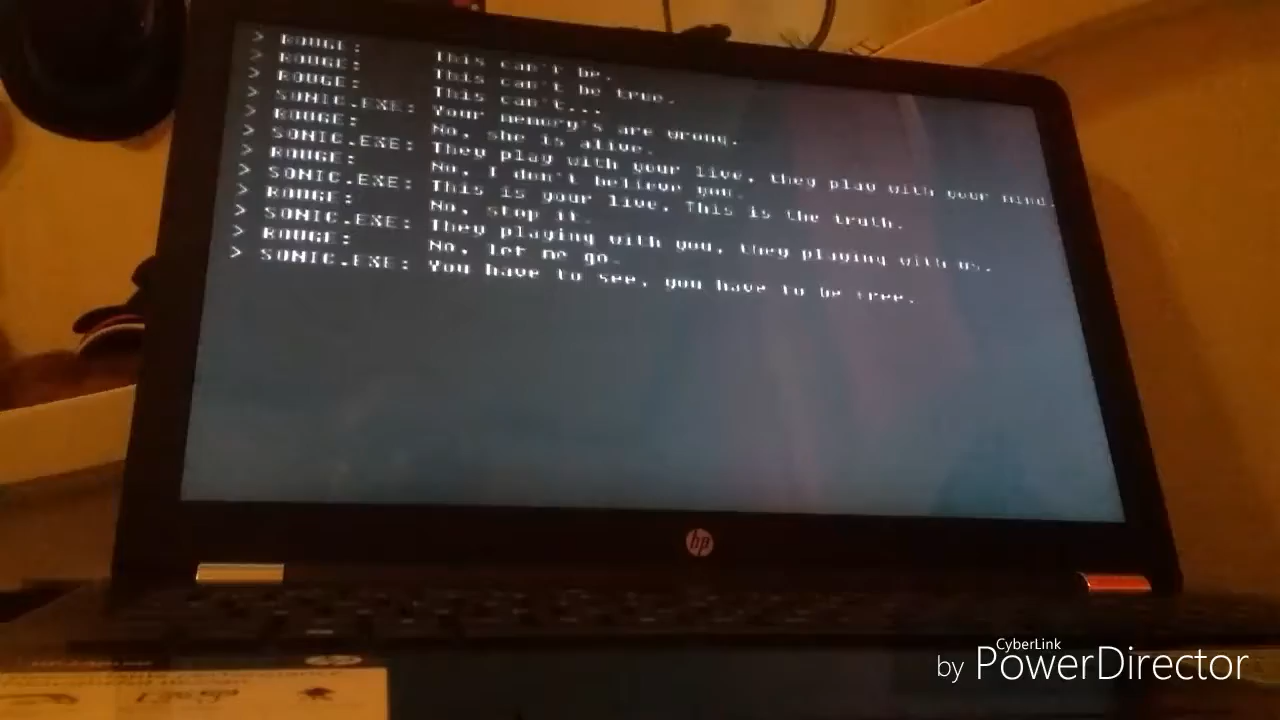 > ROUGE: This can't be.
> ROUGE: This can't be true.
> ROUGE: This can't...
> SONIC.EXE: Your memory's are wrong.
> ROUGE: No, she is alive.
> SONIC.EXE: They play with your live, they play with your mind.
> ROUGE: No, I don't believe you.
> SONIC.EXE: This is your live, This is the truth.
> ROUGE: No, stop it.
> SONIC.EXE: They playing with you, they playing with us.
> ROUGE: No, let me go.
> SONIC.EXE: You have to see, you have to be free.
hp
CyberLink
by PowerDirector